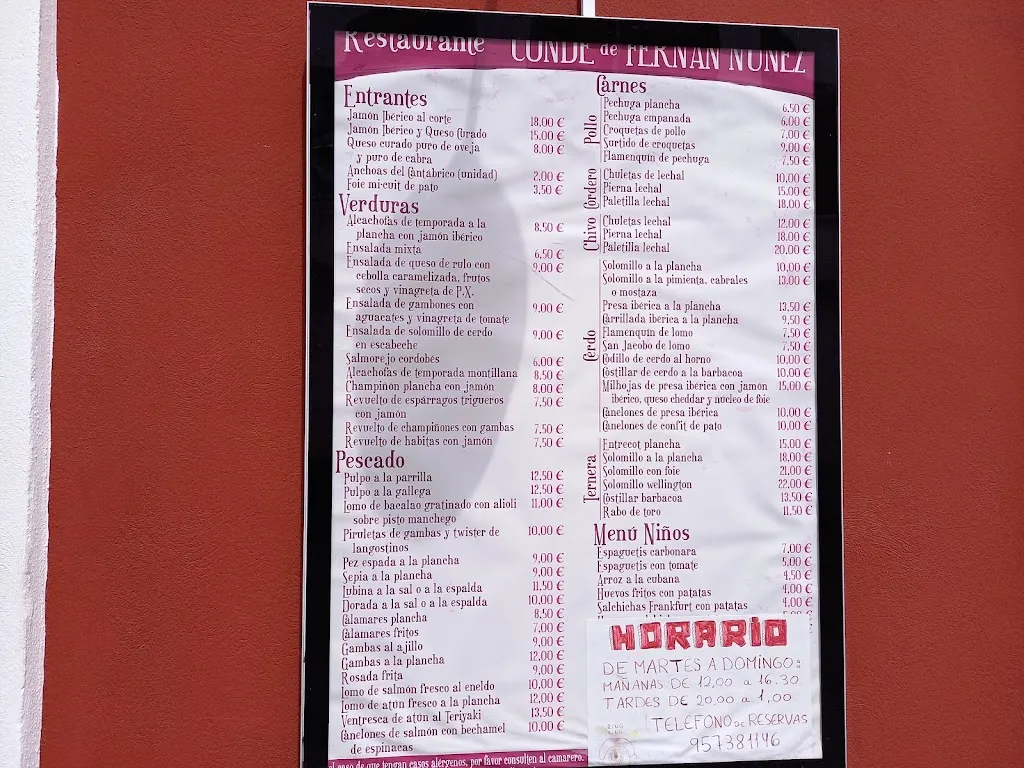 Restaurante CONDE de FERNAN NUÑEZ
Entrantes
Jamón Ibérico al corte 18,00 €
Jamón Ibérico y Queso Curado 15,00 €
Queso curado puro de oveja 8,00 €
y puro de cabra
Anchoas del Cantábrico (unidad) 2,00 €
Foie mi-cuit de pato 3,50 €
Verduras
Alcachofas de temporada a la
plancha con jamón ibérico 8,50 €
Ensalada mixta 6,50 €
Ensalada de queso de rulo con 9,00 €
cebolla caramelizada, frutos
secos y vinagreta de P.X.
Ensalada de gambones con
aguacates y vinagreta de tomate 9,00 €
Ensalada de solomillo de cerdo 9,00 €
en escabeche
Salmorejo cordobés 6,00 €
Alcachofas de temporada montillana 8,50 €
Champiñón plancha con jamón 8,00 €
Revuelto de espárragos trigueros 7,50 €
con jamón
Revuelto de champiñones con gambas 7,50 €
Revuelto de habitas con jamón 7,50 €
Pescado
Pulpo a la parrilla 12,50 €
Pulpo a la gallega 12,50 €
Lomo de bacalao gratinado con alioli 11,00 €
sobre pisto manchego
Piruletas de gambas y twister de 10,00 €
langostinos
Pez espada a la plancha 9,00 €
Sepia a la plancha 9,00 €
Lubina a la sal o a la espalda 11,50 €
Dorada a la sal o a la espalda 10,00 €
Calamares plancha 8,50 €
Calamares fritos 7,00 €
Gambas al ajillo 9,00 €
Gambas a la plancha 12,00 €
Rosada frita 9,00 €
Lomo de salmón fresco al eneldo 10,00 €
Lomo de atún fresco a la plancha 12,00 €
Ventresca de atún al Teriyaki 13,50 €
Canelones de salmón con bechamel 10,00 €
de espinacas
el caso de que tengan casos alérgenos, por favor consulten al camarero.
Carnes
Pollo
Pechuga plancha 6,50 €
Pechuga empanada 6,00 €
Croquetas de pollo 7,00 €
Surtido de croquetas 9,00 €
Flamenquín de pechuga 7,50 €
Cordero
Chuletas de lechal 10,00 €
Pierna lechal 15,00 €
Paletilla lechal 18,00 €
Chivo
Chuletas lechal 12,00 €
Pierna lechal 18,00 €
Paletilla lechal 20,00 €
Cerdo
Solomillo a la plancha 10,00 €
Solomillo a la pimienta, cabrales 13,00 €
o mostaza
Presa ibérica a la plancha 13,50 €
Carrillada ibérica a la plancha 9,50 €
Flamenquín de lomo 7,50 €
San Jacobo de lomo 7,50 €
Codillo de cerdo al horno 10,00 €
Costillar de cerdo a la barbacoa 10,00 €
Milhojas de presa ibérica con jamón 15,00 €
ibérico, queso cheddar y núcleo de foie
Canelones de presa ibérica 10,00 €
Canelones de confit de pato 10,00 €
Ternera
Entrecot plancha 15,00 €
Solomillo a la plancha 18,00 €
Solomillo con foie 21,00 €
Solomillo wellington 22,00 €
Costillar barbacoa 13,50 €
Rabo de toro 11,50 €
Menú Niños
Espaguetis carbonara 7,00 €
Espaguetis con tomate 5,00 €
Arroz a la cubana 4,50 €
Huevos fritos con patatas 4,00 €
Salchichas Frankfurt con patatas 4,00 €
HORARIO
DE MARTES A DOMINGO:
MAÑANAS DE 12,00 a 16.30
TARDES DE 20.00 a 1,00
RING
RING
TELÉFONO DE RESERVAS
957381146